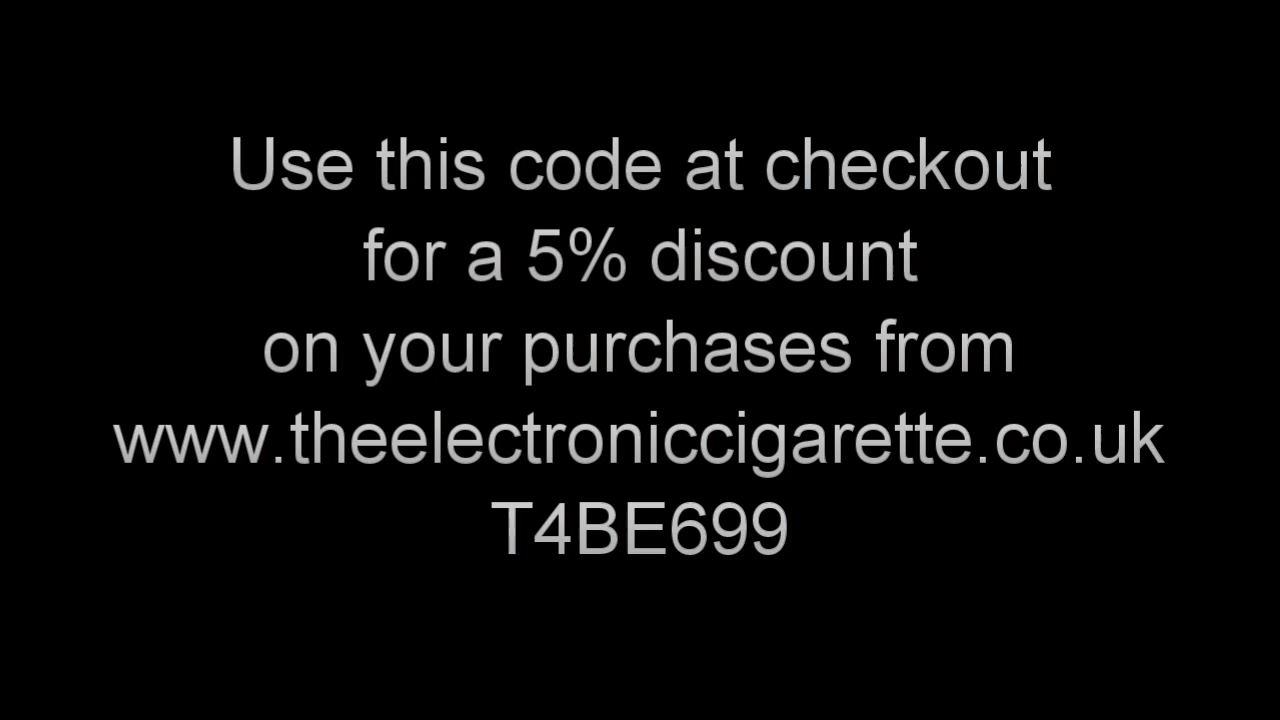 Use this code at checkout
for a 5% discount
on your purchases from
www.theelectroniccigarette.co.uk
T4BE699